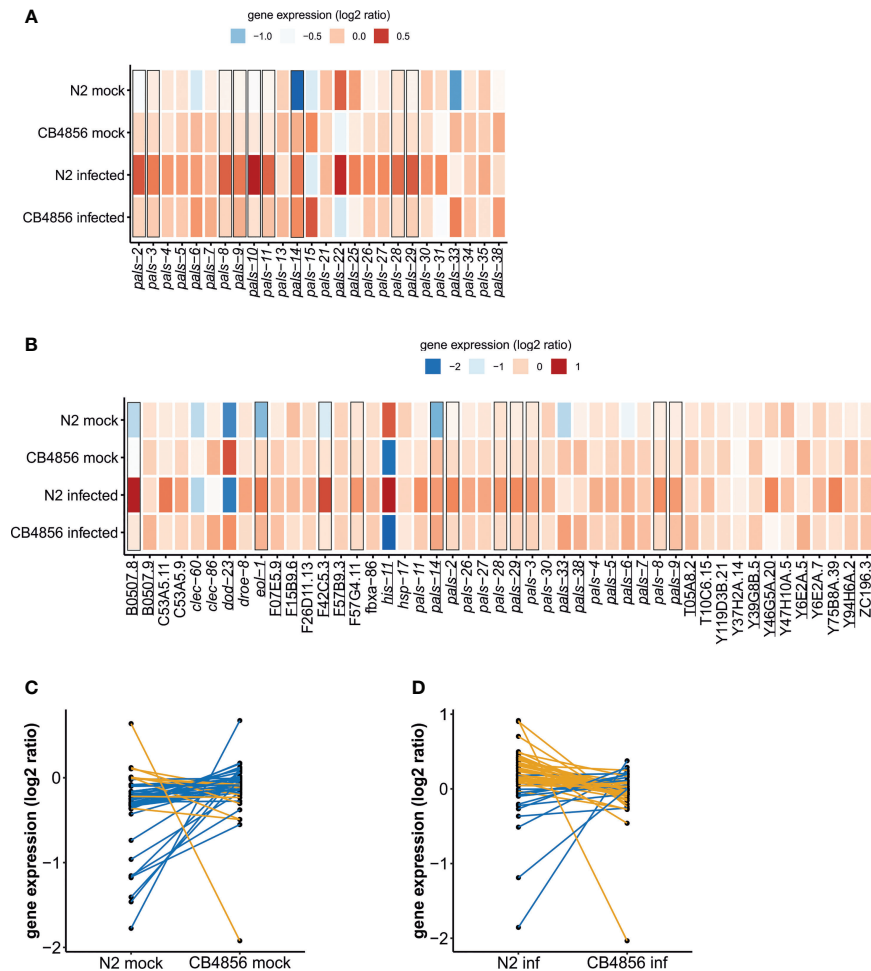 A
gene expression (log2 ratio)
−1.0 −0.5 0.0 0.5
N2 mock
CB4856 mock
N2 infected
CB4856 infected
pals−2 pals−3 pals−4 pals−5 pals−6 pals−7 pals−8 pals−9 pals−10 pals−11 pals−13 pals−14 pals−15 pals−21 pals−22 pals−25 pals−26 pals−27 pals−28 pals−29 pals−30 pals−31 pals−33 pals−34 pals−35 pals−38
B
gene expression (log2 ratio)
−2 −1 0 1
N2 mock
CB4856 mock
N2 infected
CB4856 infected
B0507.8 B0507.9 C53A5.11 C53A5.9 clec−60 clec−86 dod−23 droe−8 eol−1 F07E5.9 F15B9.6 F26D11.13 F42C5.3 F57B9.3 F57G4.11 fbxa-86 his−11 hsp−17 pals−11 pals−14 pals−2 pals−26 pals−27 pals−28 pals−29 pals−3 pals−30 pals−33 pals−38 pals−4 pals−5 pals−6 pals−7 pals−8 pals−9 T05A8.2 T10C6.15 Y119D3B.21 Y37H2A.14 Y39G8B.5 Y46G5A.20 Y47H10A.5 Y6E2A.5 Y6E2A.7 Y75B8A.39 Y94H6A.2 ZC196.3
C
gene expression (log2 ratio)
0
−1
−2
N2 mock CB4856 mock
D
gene expression (log2 ratio)
1
0
−1
−2
N2 inf CB4856 inf